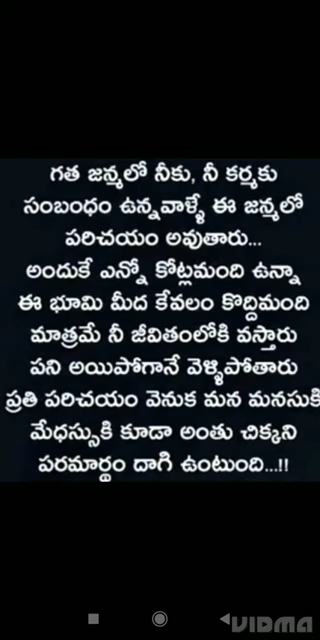 గత జన్మలో నీకు, నీ కర్మకు
సంబంధం ఉన్నవాళ్ళే ఈ జన్మలో
పరిచయం అవుతారు...
అందుకే ఎన్నో కోట్లమంది ఉన్నా
ఈ భూమి మీద కేవలం కొద్దిమంది
మాత్రమే నీ జీవితంలోకి వస్తారు
పని అయిపోగానే వెళ్ళిపోతారు
ప్రతి పరిచయం వెనుక మన మనసుకి
మేధస్సుకి కూడా అంతు చిక్కని
పరమార్థం దాగి ఉంటుంది...!!
VIDMA